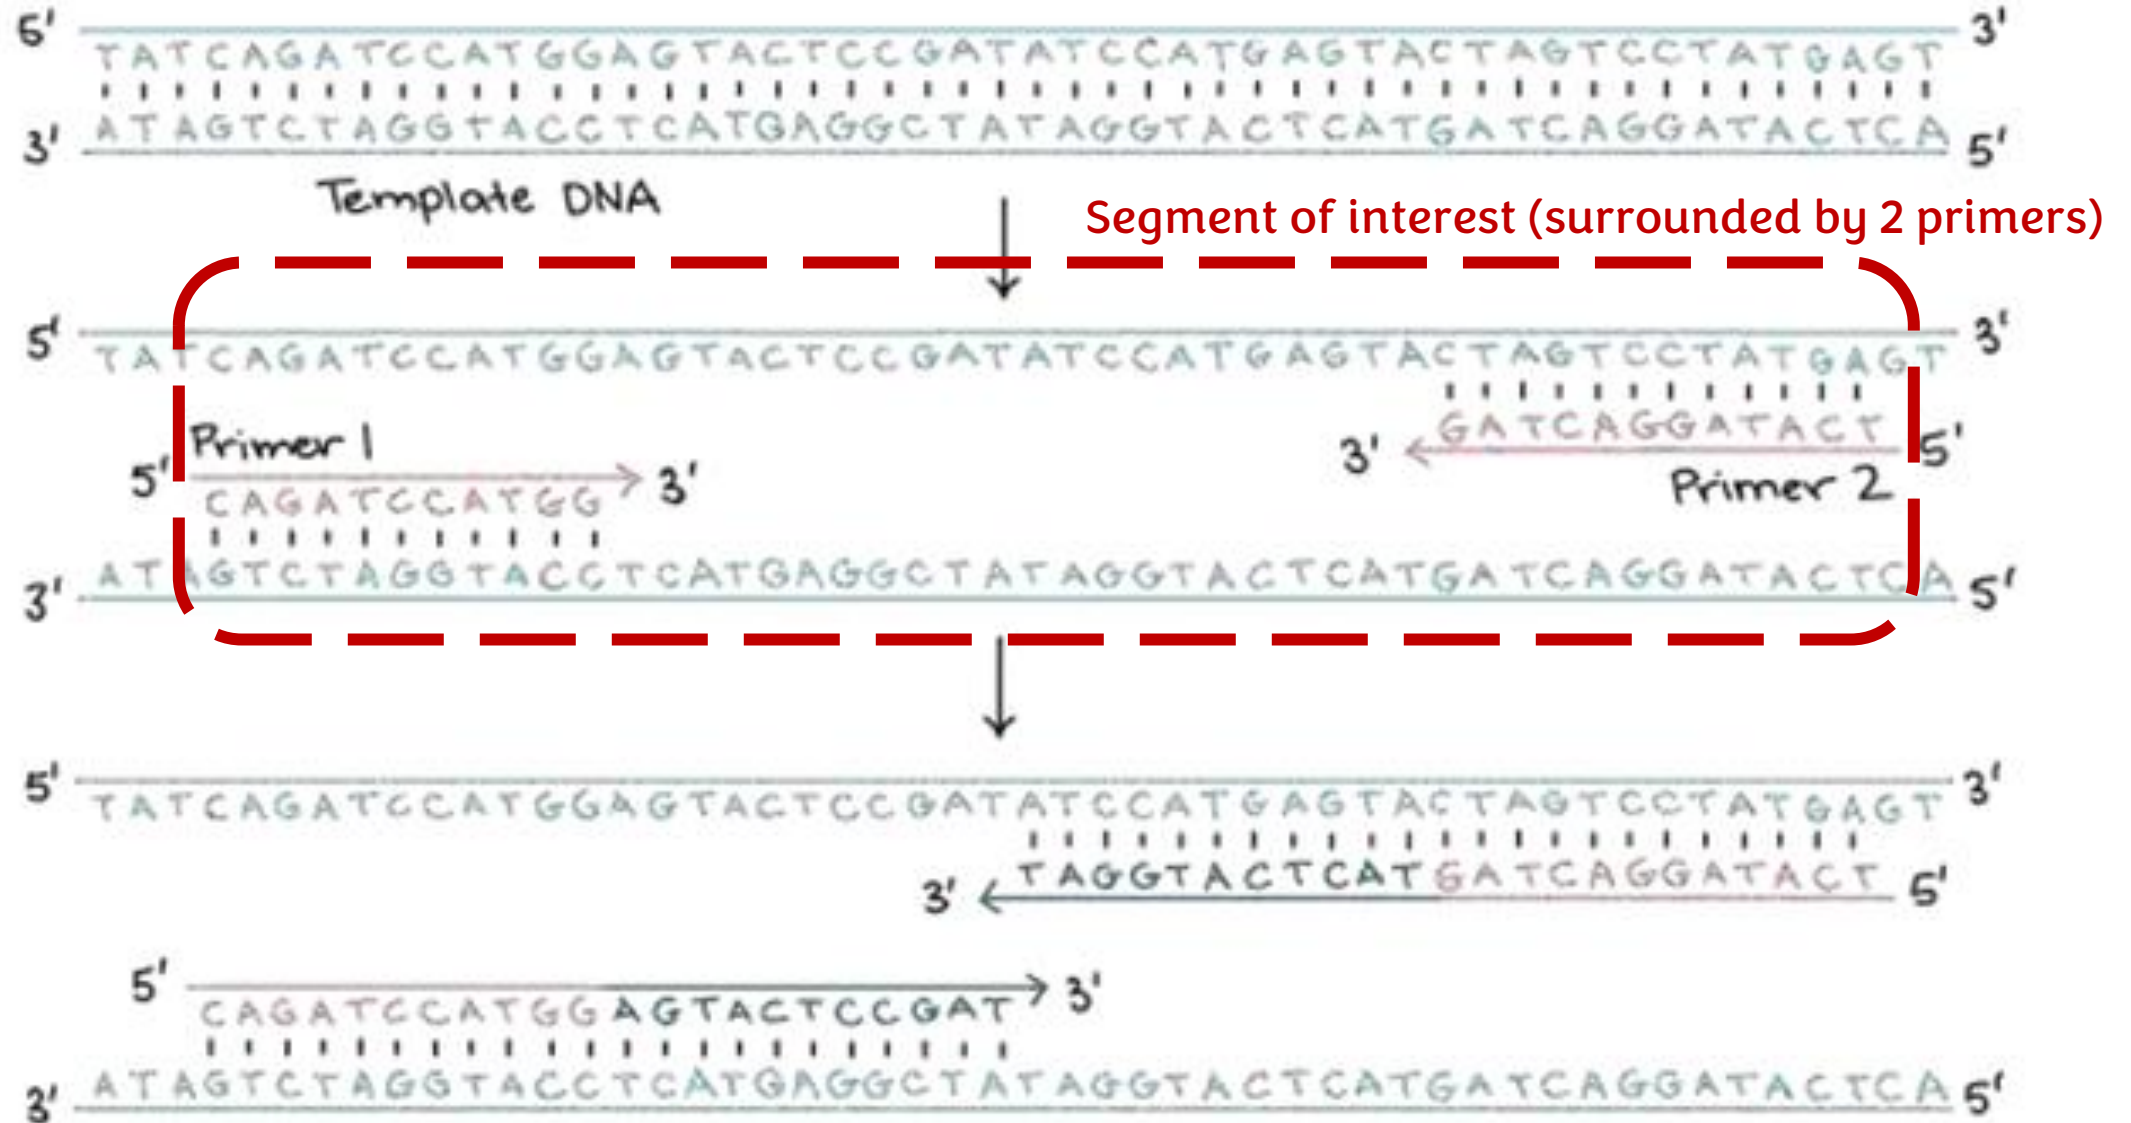 5' TATCAGATCCATGGAGTACTCCGATATCCATGAGTACTAGTCCTATGAGT 3'
3' ATAGTCTAGGTACCTCATGAGGCTATAGGTACTCATGATCAGGATACTCA 5'
Template DNA
Segment of interest (surrounded by 2 primers)
5' TATCAGATCCATGGAGTACTCCGATATCCATGAGTACTAGTCCTATGAGT 3'
3' GATCAGGATACT 5'
Primer 2
Primer 1
5' CAGATCCATGG 3'
3' ATAGTCTAGGTACCTCATGAGGCTATAGGTACTCATGATCAGGATACTCA 5'
5' TATCAGATCCATGGAGTACTCCGATATCCATGAGTACTAGTCCTATGAGT 3'
3' TAGGTACTCATGATCAGGATACT 5'
5' CAGATCCATGGAGTACTCCGAT 3'
3' ATAGTCTAGGTACCTCATGAGGCTATAGGTACTCATGATCAGGATACTCA 5'